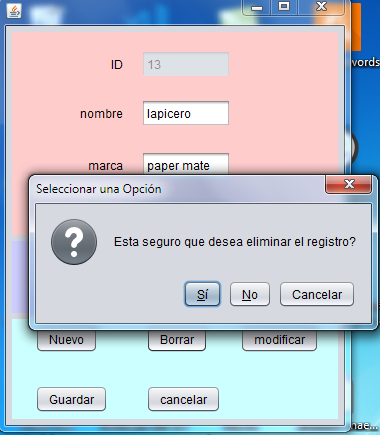 ID 13
words
nombre lapicero
marca paper mate
Seleccionar una Opción
Esta seguro que desea eliminar el registro?
Sí No Cancelar
Nuevo Borrar modificar
Guardar cancelar